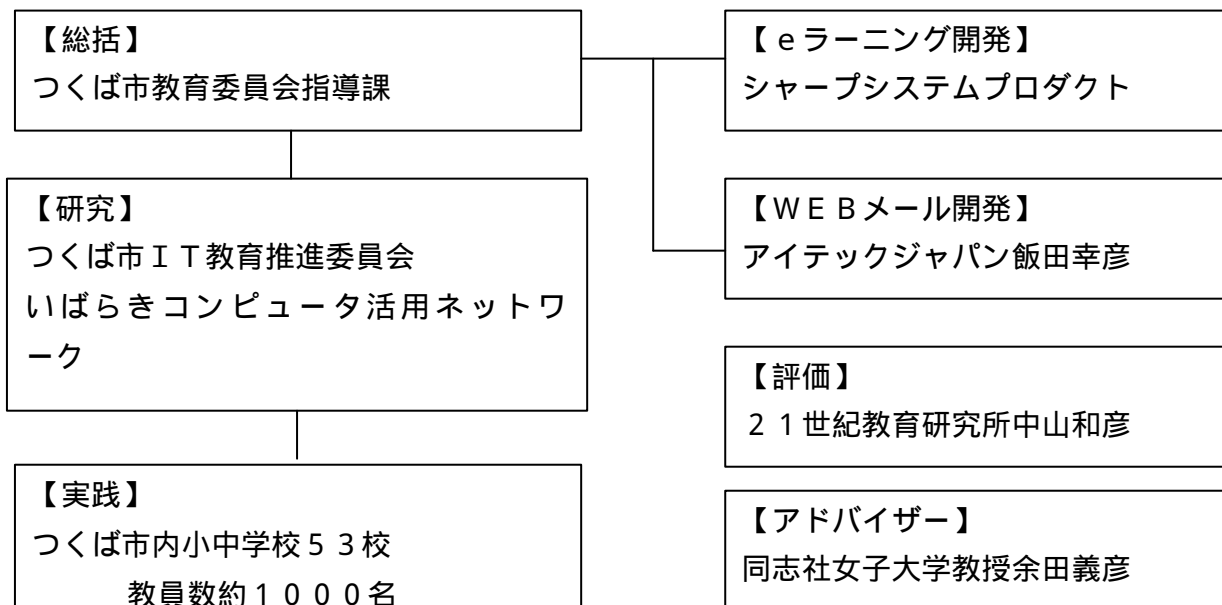 【総括】
つくば市教育委員会指導課
【研究】
つくば市ＩＴ教育推進委員会
いばらきコンピュータ活用ネットワ
ーク
【実践】
つくば市内小中学校５３校
教員数約１０００名
【ｅラーニング開発】
シャープシステムプロダクト
【ＷＥＢメール開発】
アイテックジャパン飯田幸彦
【評価】
２１世紀教育研究所中山和彦
【アドバイザー】
同志社女子大学教授余田義彦